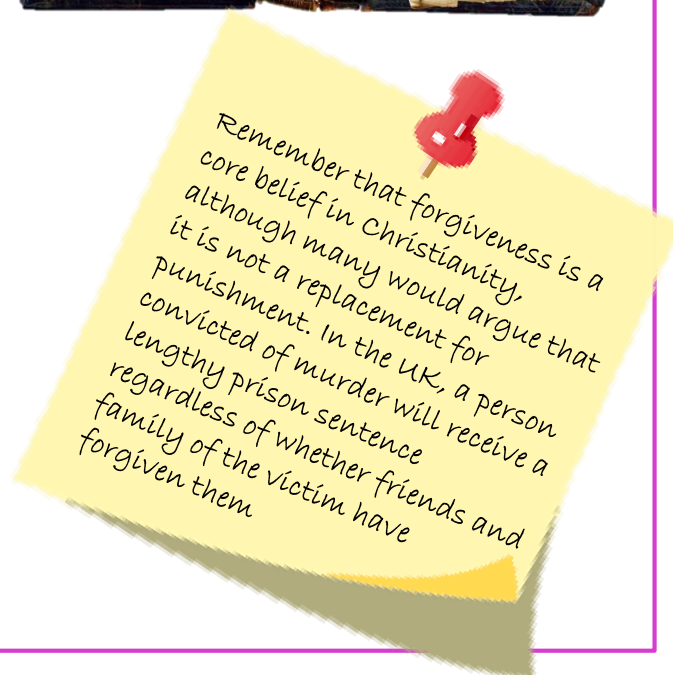 Remember that forgiveness is a
core belief in Christianity,
although many would argue that
it is not a replacement for
punishment. In the UK, a person
convicted of murder will receive a
lengthy prison sentence
regardless of whether friends and
family of the victim have
forgiven them